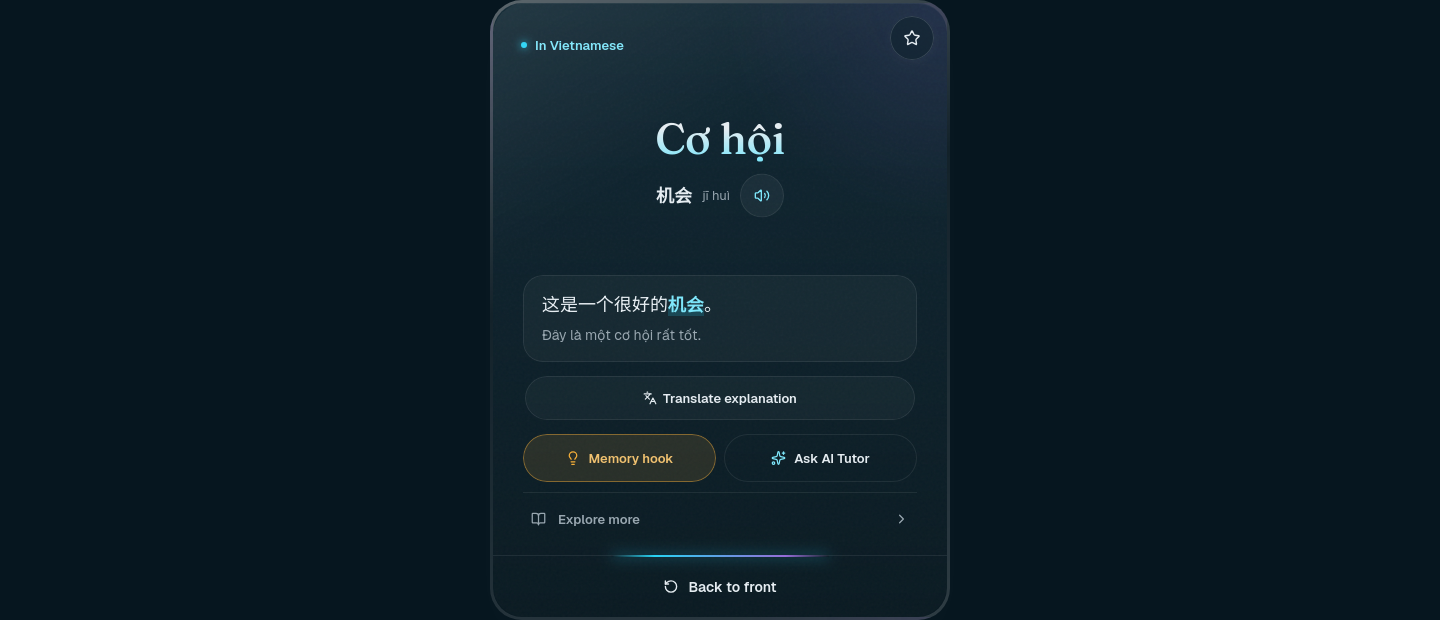 In Vietnamese
Cơ hội
机会 jī huì
这是一个很好的机会。
Đây là một cơ hội rất tốt.
Translate explanation
Memory hook
Ask AI Tutor
Explore more
Back to front